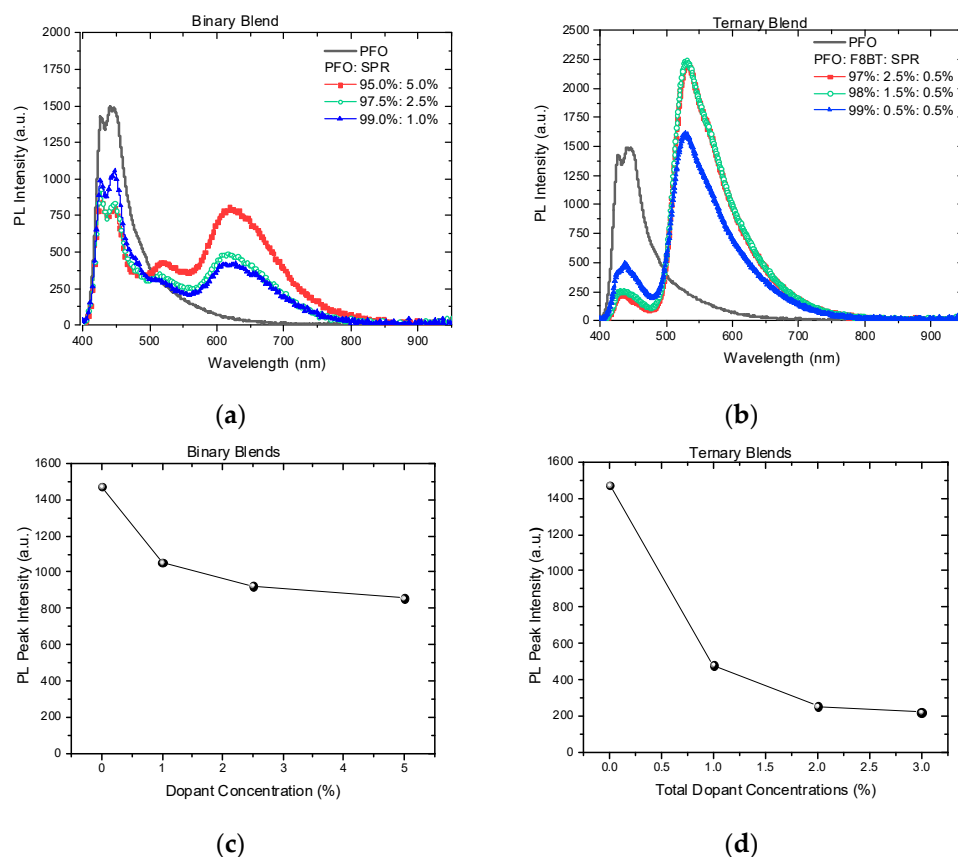 Binary Blend
2000
1750
1500
1250
1000
750
500
250
0
PL Intensity (a.u.)
PFO
PFO: SPR
95.0%: 5.0%
97.5%: 2.5%
99.0%: 1.0%
400 500 600 700 800 900
Wavelength (nm)
(a)
Ternary Blend
2500
2250
2000
1750
1500
1250
1000
750
500
250
0
PL Intensity (a.u.)
PFO
PFO: F8BT: SPR
97%: 2.5%: 0.5%
98%: 1.5%: 0.5%
99%: 0.5%: 0.5%
400 500 600 700 800 900
Wavelength (nm)
(b)
Binary Blends
1600
1400
1200
1000
800
600
400
200
0
PL Peak Intensity (a.u.)
0 1 2 3 4 5
Dopant Concentration (%)
(c)
Ternary Blends
1600
1400
1200
1000
800
600
400
200
0
PL Peak Intensity (a.u.)
0.0 0.5 1.0 1.5 2.0 2.5 3.0
Total Dopant Concentrations (%)
(d)